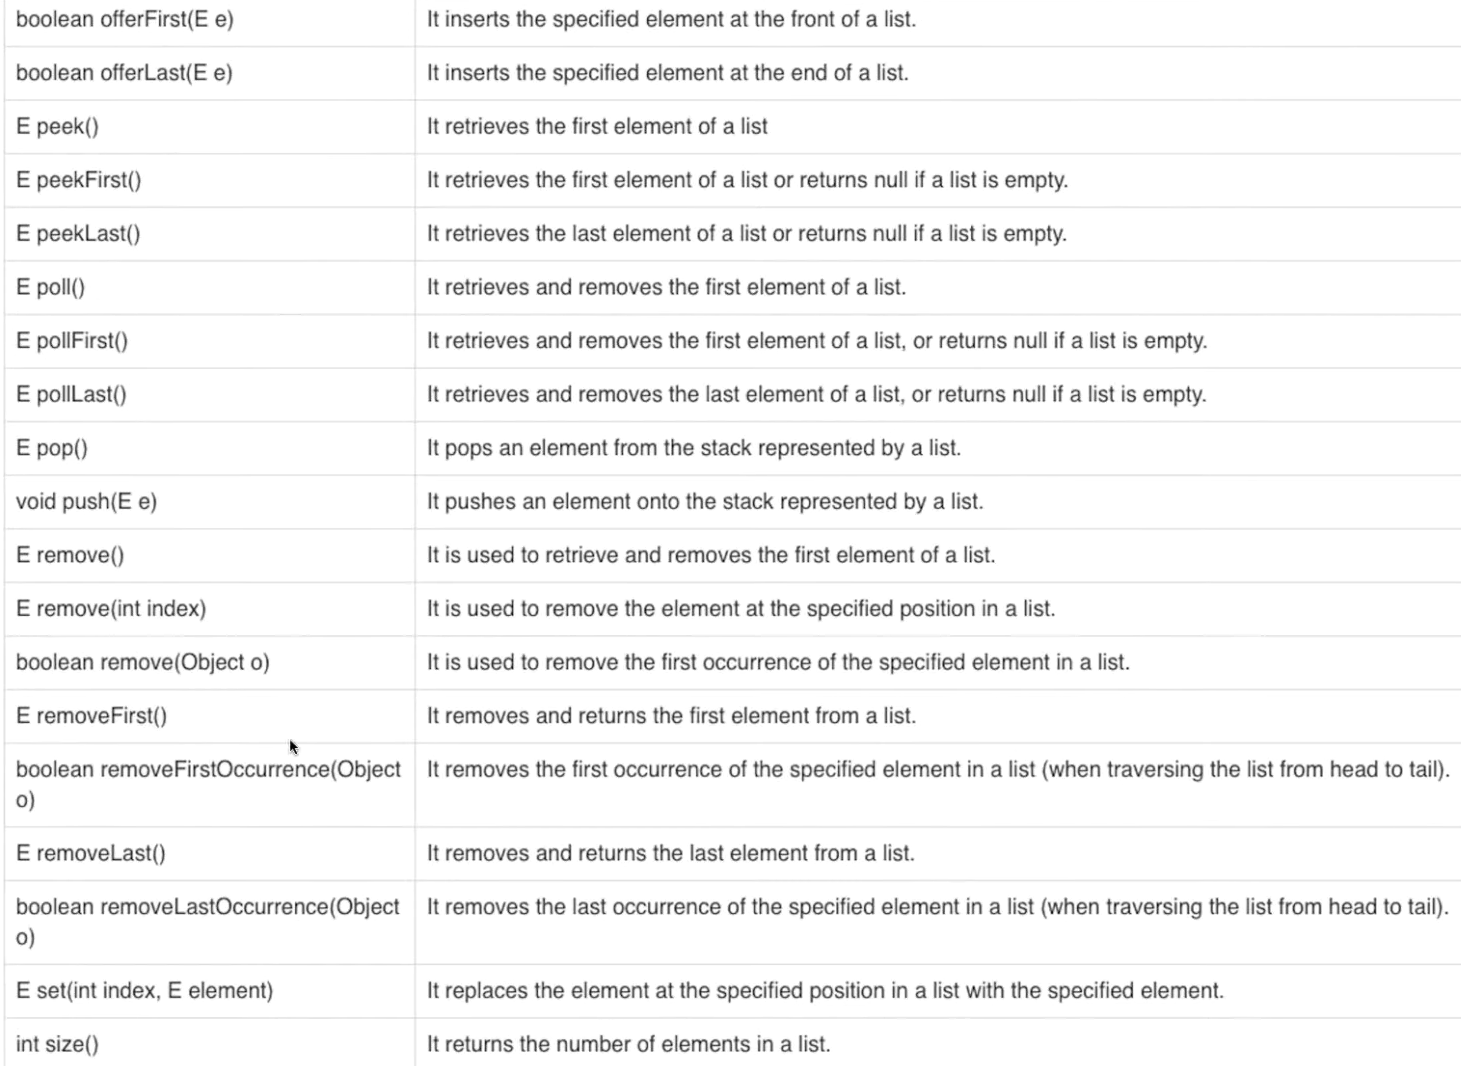 boolean offerFirst(E e) It inserts the specified element at the front of a list.
boolean offerLast(E e) It inserts the specified element at the end of a list.
E peek() It retrieves the first element of a list
E peekFirst() It retrieves the first element of a list or returns null if a list is empty.
E peekLast() It retrieves the last element of a list or returns null if a list is empty.
E poll() It retrieves and removes the first element of a list.
E pollFirst() It retrieves and removes the first element of a list, or returns null if a list is empty.
E pollLast() It retrieves and removes the last element of a list, or returns null if a list is empty.
E pop() It pops an element from the stack represented by a list.
void push(E e) It pushes an element onto the stack represented by a list.
E remove() It is used to retrieve and removes the first element of a list.
E remove(int index) It is used to remove the element at the specified position in a list.
boolean remove(Object o) It is used to remove the first occurrence of the specified element in a list.
E removeFirst() It removes and returns the first element from a list.
boolean removeFirstOccurrence(Object It removes the first occurrence of the specified element in a list (when traversing the list from head to tail).
o)
E removeLast() It removes and returns the last element from a list.
boolean removeLastOccurrence(Object It removes the last occurrence of the specified element in a list (when traversing the list from head to tail).
o)
E set(int index, E element) It replaces the element at the specified position in a list with the specified element.
int size() It returns the number of elements in a list.